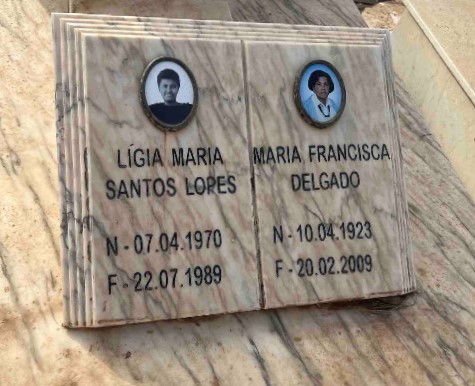 LÍGIA MARIA
SANTOS LOPES
N - 07.04.1970
F - 22.07.1989
MARIA FRANCISCA
DELGADO
N - 10.04.1923
F - 20.02.2009